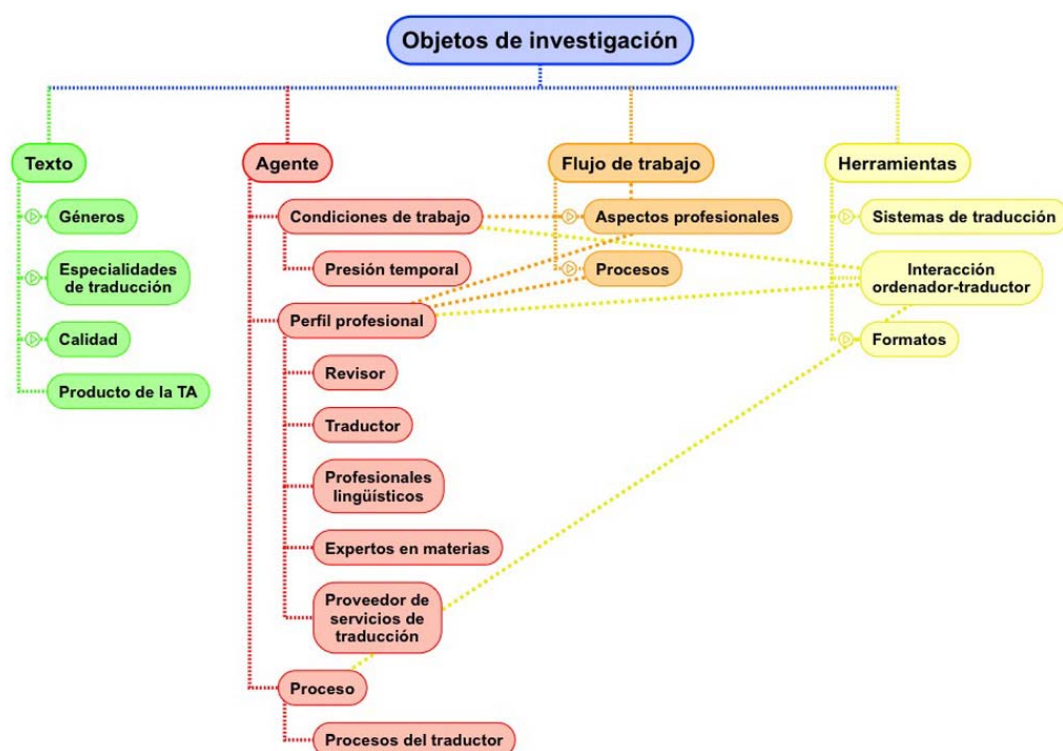 Objetos de investigación
Texto
Géneros
Especialidades
de traducción
Calidad
Producto de la TA
Agente
Condiciones de trabajo
Presión temporal
Perfil profesional
Revisor
Traductor
Profesionales
lingüísticos
Expertos en materias
Proveedor de
servicios de
traducción
Proceso
Procesos del traductor
Flujo de trabajo
Aspectos profesionales
Procesos
Herramientas
Sistemas de traducción
Interacción
ordenador-traductor
Formatos